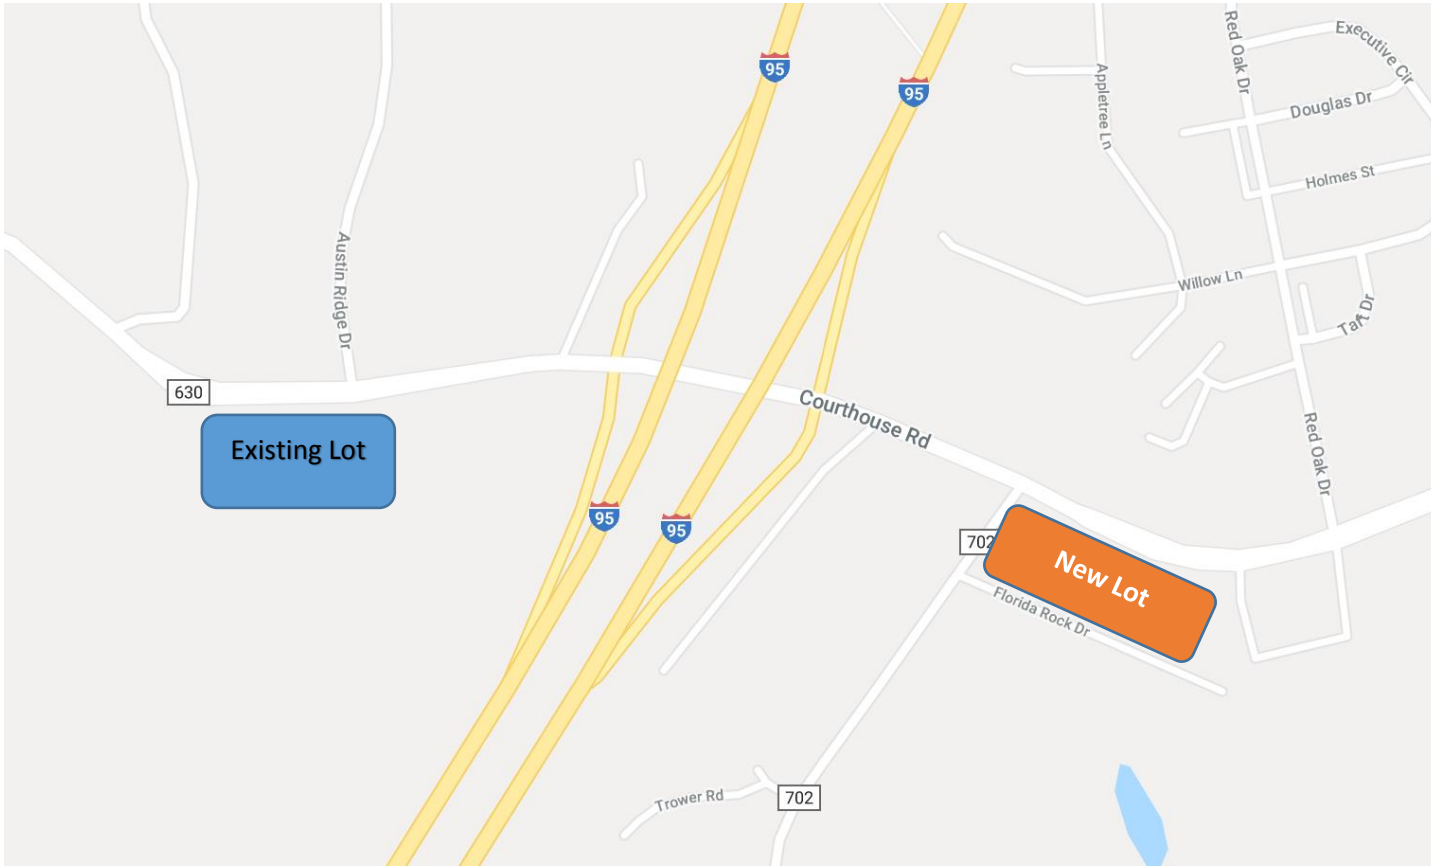 95
95
Red Oak Dr
Executive Cir
Appletree Ln
Douglas Dr
Holmes St
Austin Ridge Dr
Willow Ln
Taft Dr
630
Courthouse Rd
Existing Lot
Red Oak Dr
95
95
702
New Lot
Florida Rock Dr
Trower Rd
702